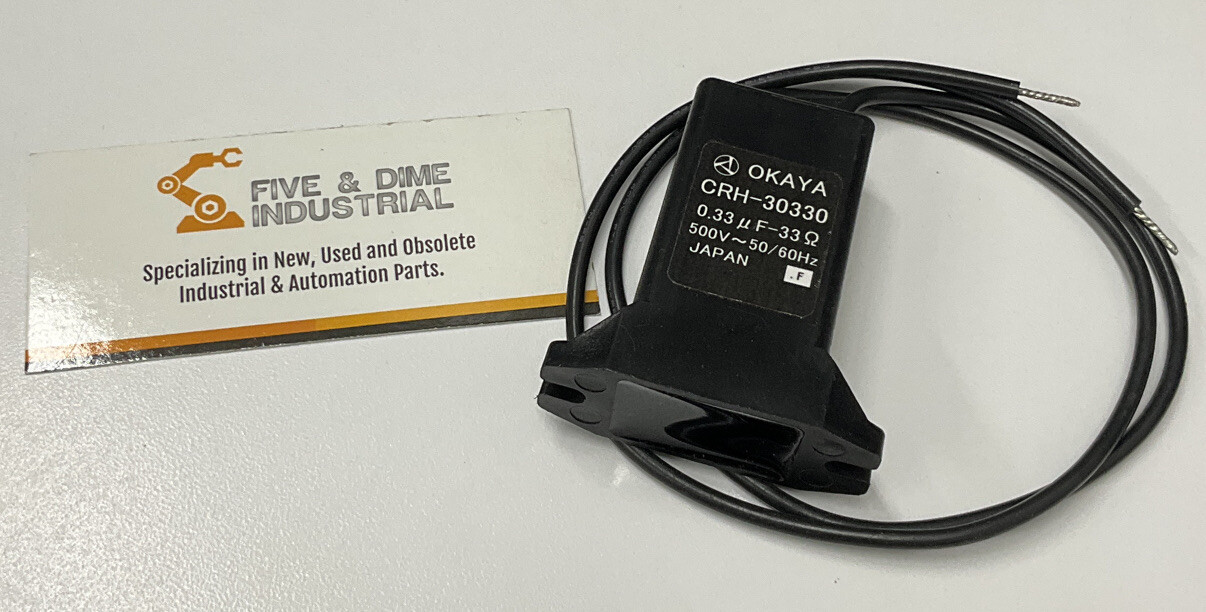 FIVE & DIME
INDUSTRIAL
Specializing in New, Used and Obsolete
Industrial & Automation Parts.
OKAYA
CRH-30330
0.33μF-33Ω
500V~50/60Hz
JAPAN
.F